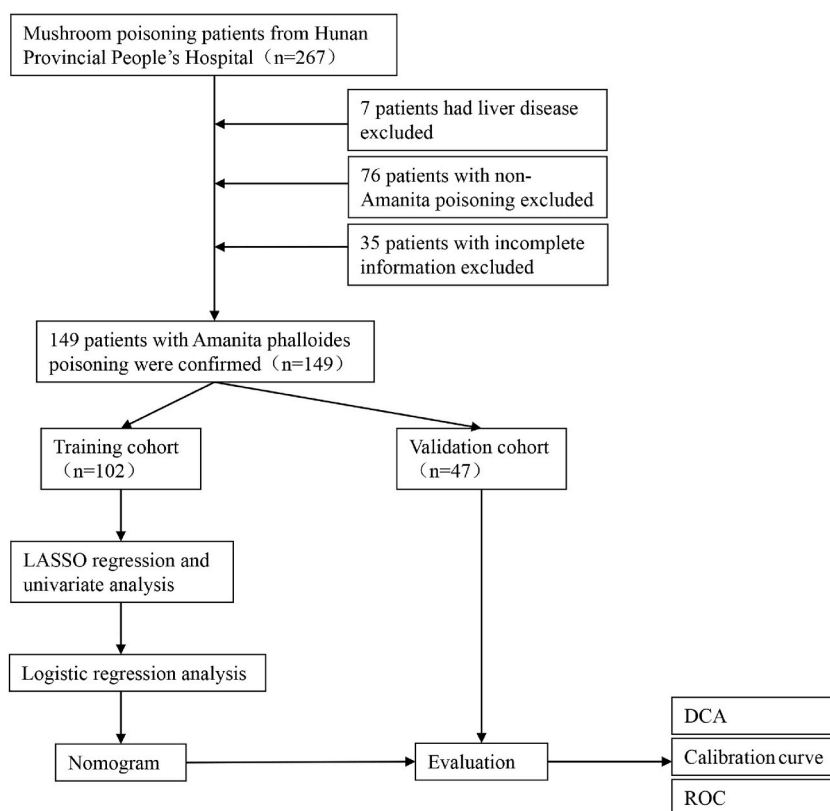 Mushroom poisoning patients from Hunan
Provincial People's Hospital（n=267）
7 patients had liver disease
excluded
76 patients with non-
Amanita poisoning excluded
35 patients with incomplete
information excluded
149 patients with Amanita phalloides
poisoning were confirmed（n=149）
Training cohort
（n=102）
Validation cohort
（n=47）
LASSO regression and
univariate analysis
Logistic regression analysis
Nomogram
Evaluation
DCA
Calibration curve
ROC